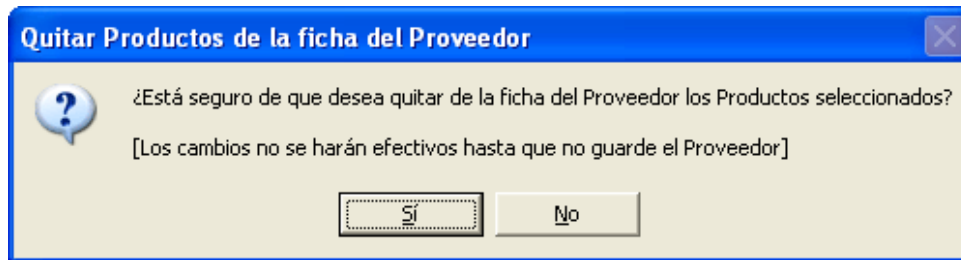 Quitar Productos de la ficha del Proveedor
¿Está seguro de que desea quitar de la ficha del Proveedor los Productos seleccionados?
[Los cambios no se harán efectivos hasta que no guarde el Proveedor]
Sí No